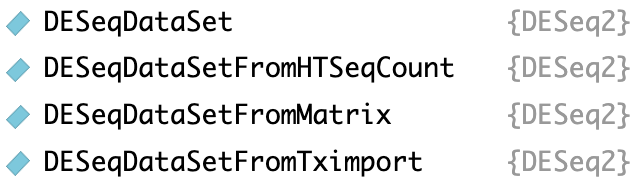 DESeqDataSet {DESeq2}
DESeqDataSetFromHTSeqCount {DESeq2}
DESeqDataSetFromMatrix {DESeq2}
DESeqDataSetFromTximport {DESeq2}